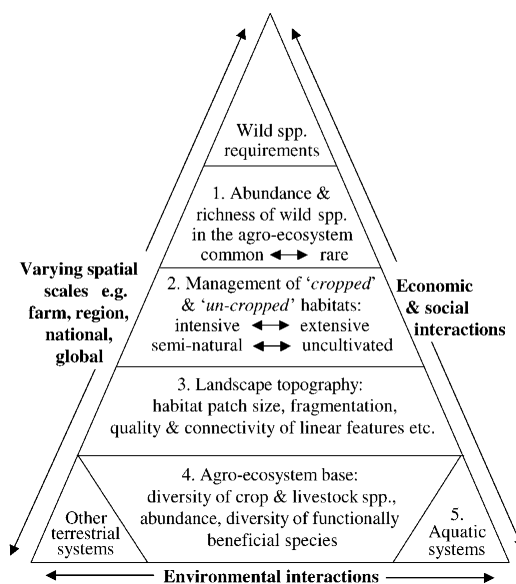 Wild spp.
requirements
1. Abundance &
richness of wild spp.
in the agro-ecosystem
common rare
Varying spatial
scales e.g.
farm, region,
national,
global
2. Management of ‘cropped’
& ‘un-cropped’ habitats:
intensive extensive
semi-natural uncultivated
Economic
& social
interactions
3. Landscape topography:
habitat patch size, fragmentation,
quality & connectivity of linear features etc.
4. Agro-ecosystem base:
diversity of crop & livestock spp.,
abundance, diversity of functionally
beneficial species
Other
terrestrial
systems
5.
Aquatic
systems
Environmental interactions